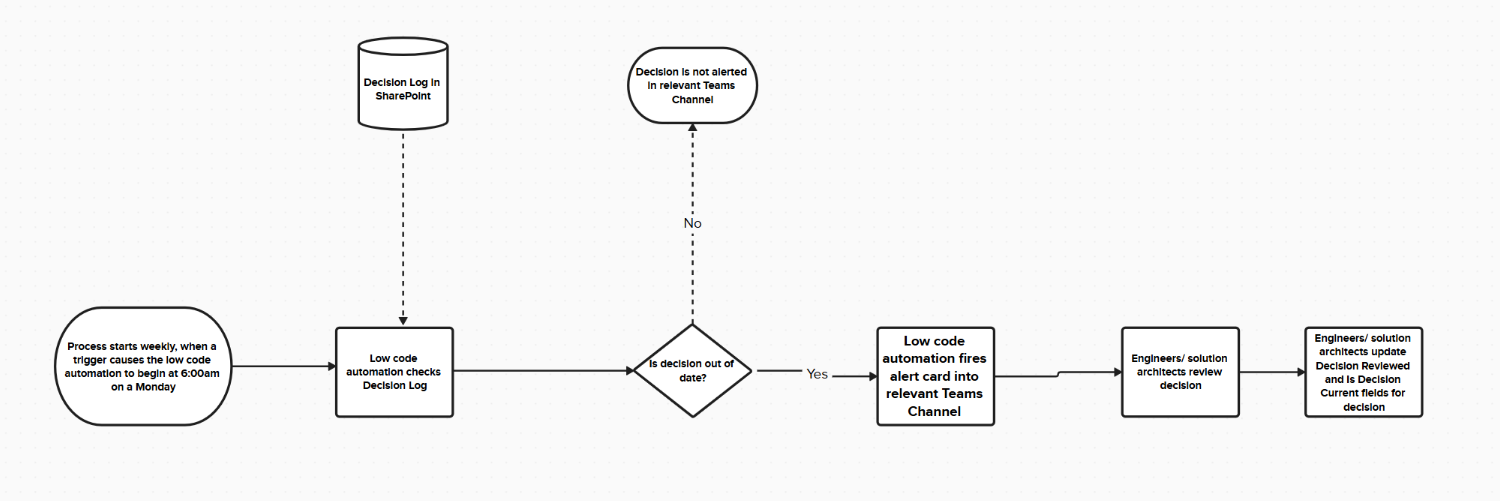 Decision Log in
SharePoint
Decision is not alerted
in relevant Teams
Channel
No
Process starts weekly, when a
trigger causes the low code
automation to begin at 6:00am
on a Monday
Low code
automation checks
Decision Log
Is decision out of
date?
Yes
Low code
automation fires
alert card into
relevant Teams
Channel
Engineers/ solution
architects review
decision
Engineers/ solution
architects update
Decision Reviewed
and Is Decision
Current fields for
decision